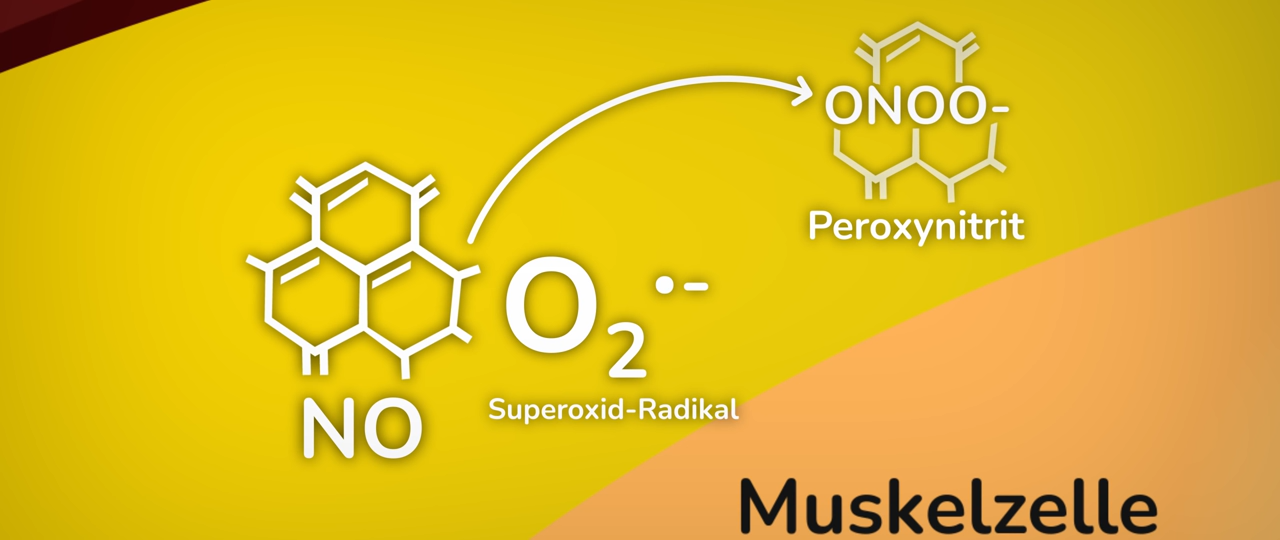 ONOO-
Peroxynitrit
O₂•-
Superoxid-Radikal
NO
Muskelzelle